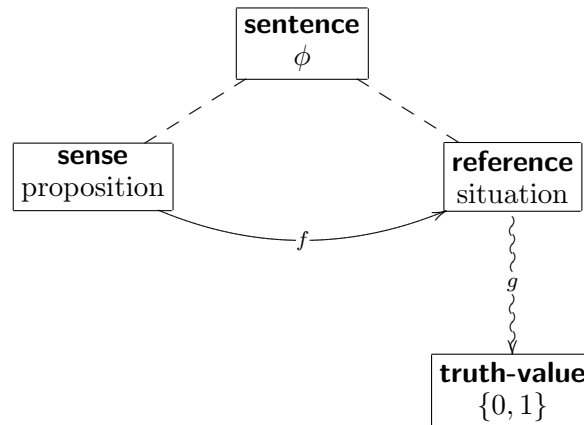 sentence
ϕ
sense
proposition
reference
situation
f
g
truth-value
{0, 1}